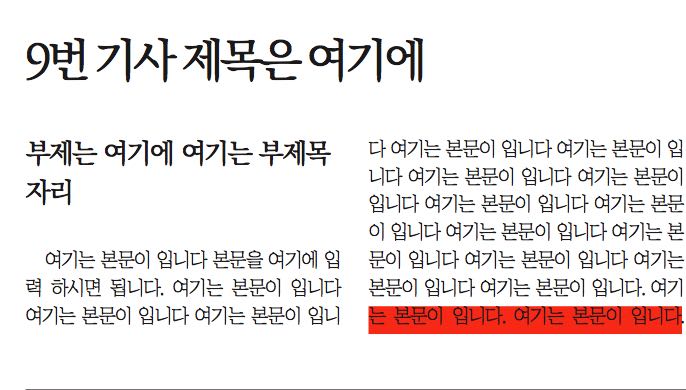 9번 기사 제목은 여기에
부제는 여기에 여기는 부제목
자리
여기는 본문이 입니다 본문을 여기에 입
력 하시면 됩니다. 여기는 본문이 입니다
여기는 본문이 입니다 여기는 본문이 입니
다 여기는 본문이 입니다 여기는 본문이 입
니다 여기는 본문이 입니다 여기는 본문이
입니다 여기는 본문이 입니다 여기는 본문
이 입니다 여기는 본문이 입니다 여기는 본
문이 입니다 여기는 본문이 입니다 여기는
본문이 입니다 여기는 본문이 입니다. 여기
는 본문이 입니다. 여기는 본문이 입니다.